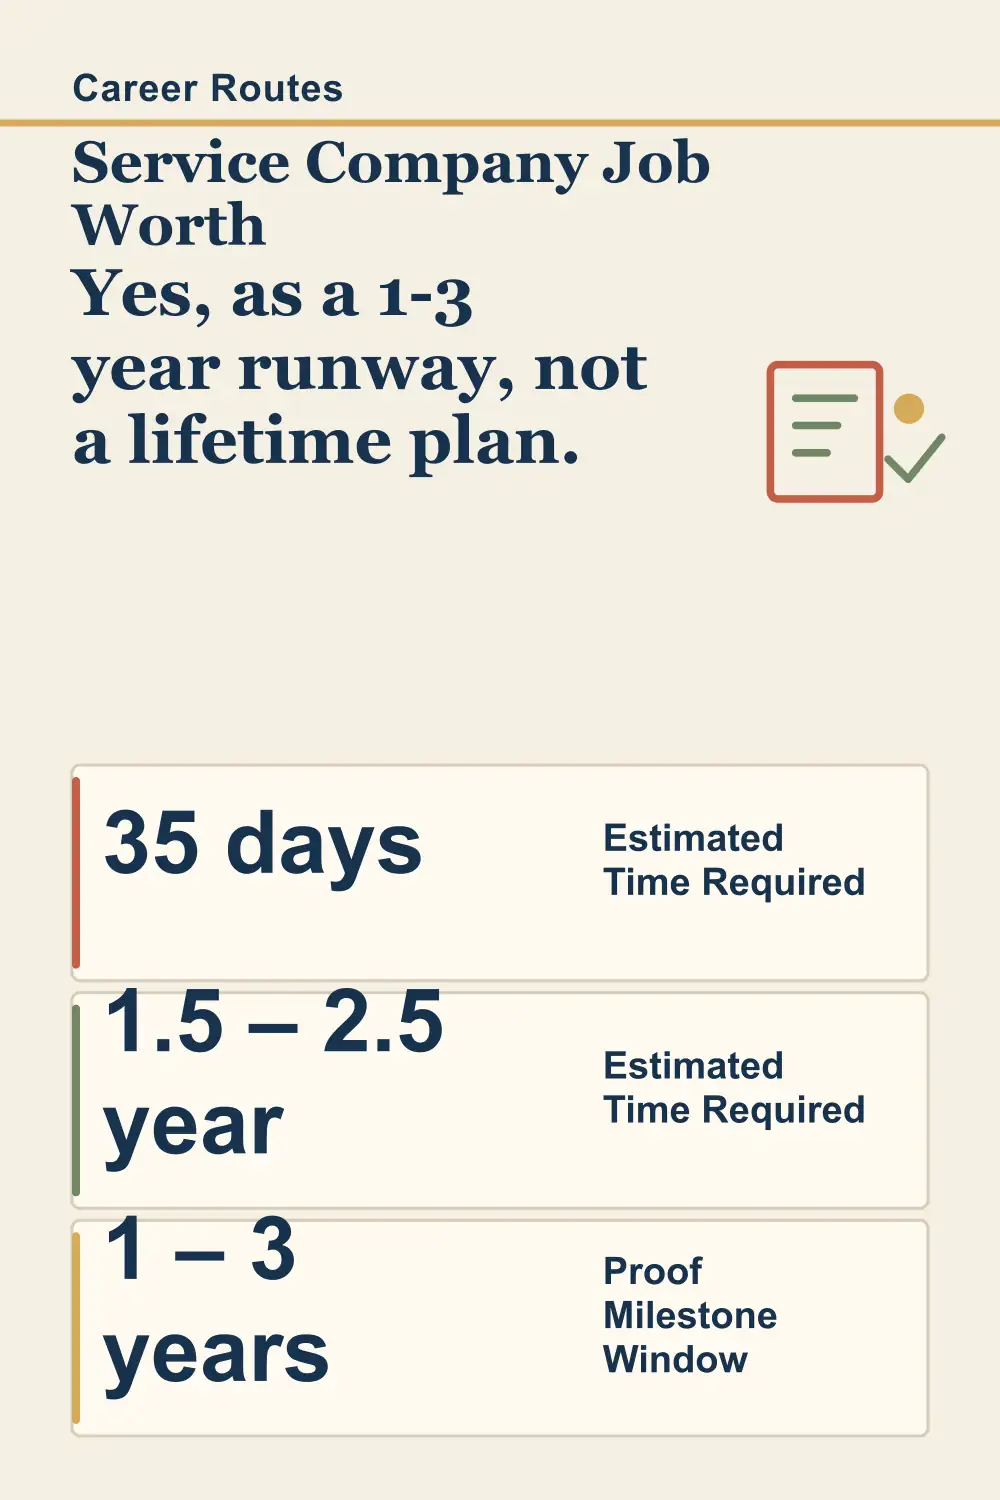 Career Routes
Service Company Job
Worth
Yes, as a 1-3
year runway, not
a lifetime plan.
35 days
Estimated
Time Required
1.5 – 2.5
year
Estimated
Time Required
1 – 3
years
Proof
Milestone
Window